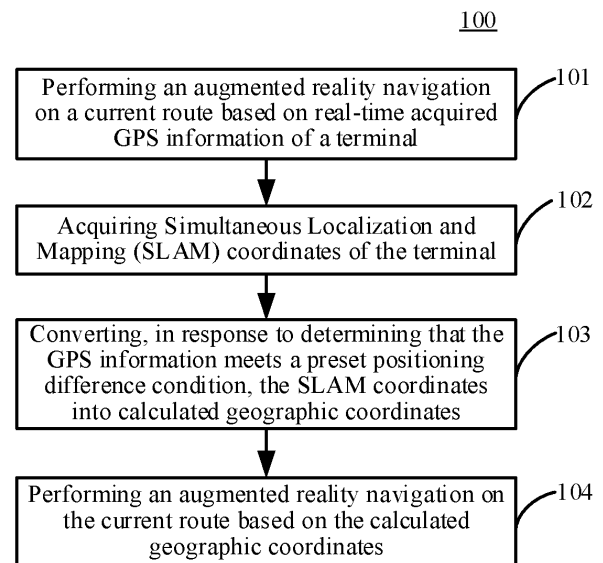 100
Performing an augmented reality navigation
on a current route based on real-time acquired
GPS information of a terminal
101
Acquiring Simultaneous Localization and
Mapping (SLAM) coordinates of the terminal
102
Converting, in response to determining that the
GPS information meets a preset positioning
difference condition, the SLAM coordinates
into calculated geographic coordinates
103
Performing an augmented reality navigation on
the current route based on the calculated
geographic coordinates
104